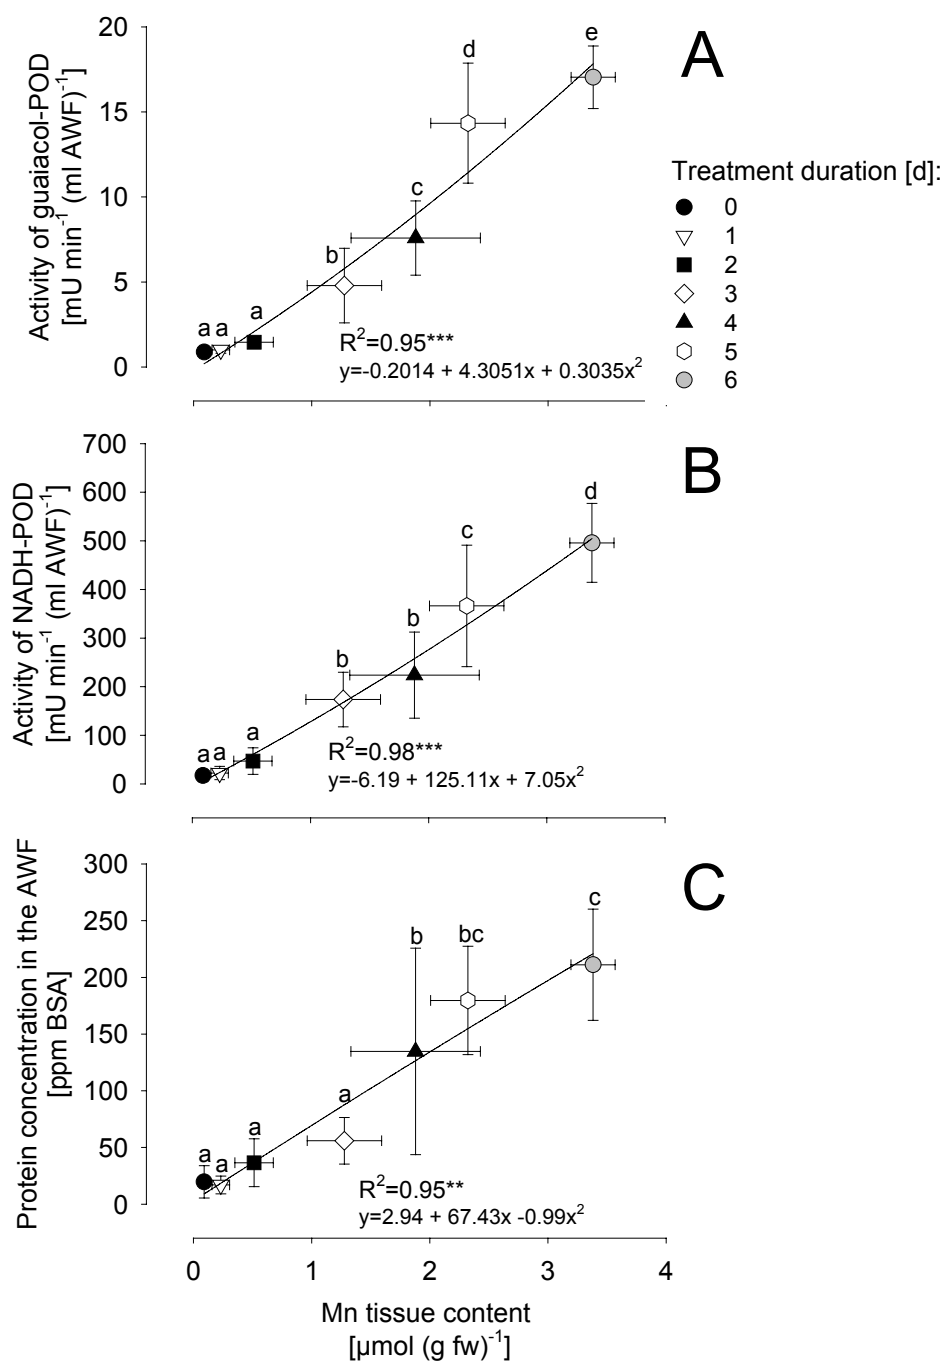 A
Activity of guaiacol-POD
[mU min⁻¹ (ml AWF)⁻¹]
20
15
10
5
0
a a a b c d e
R²=0.95***
y=-0.2014 + 4.3051x + 0.3035x²
Treatment duration [d]:
0
1
2
3
4
5
6
B
Activity of NADH-POD
[mU min⁻¹ (ml AWF)⁻¹]
700
600
500
400
300
200
100
0
a a a b b c d
R²=0.98***
y=-6.19 + 125.11x + 7.05x²
0 1 2 3 4
C
Protein concentration in the AWF
[ppm BSA]
300
250
200
150
100
50
0
a a a a b bc c
R²=0.95**
y=2.94 + 67.43x -0.99x²
0 1 2 3 4
Mn tissue content
[µmol (g fw)⁻¹]